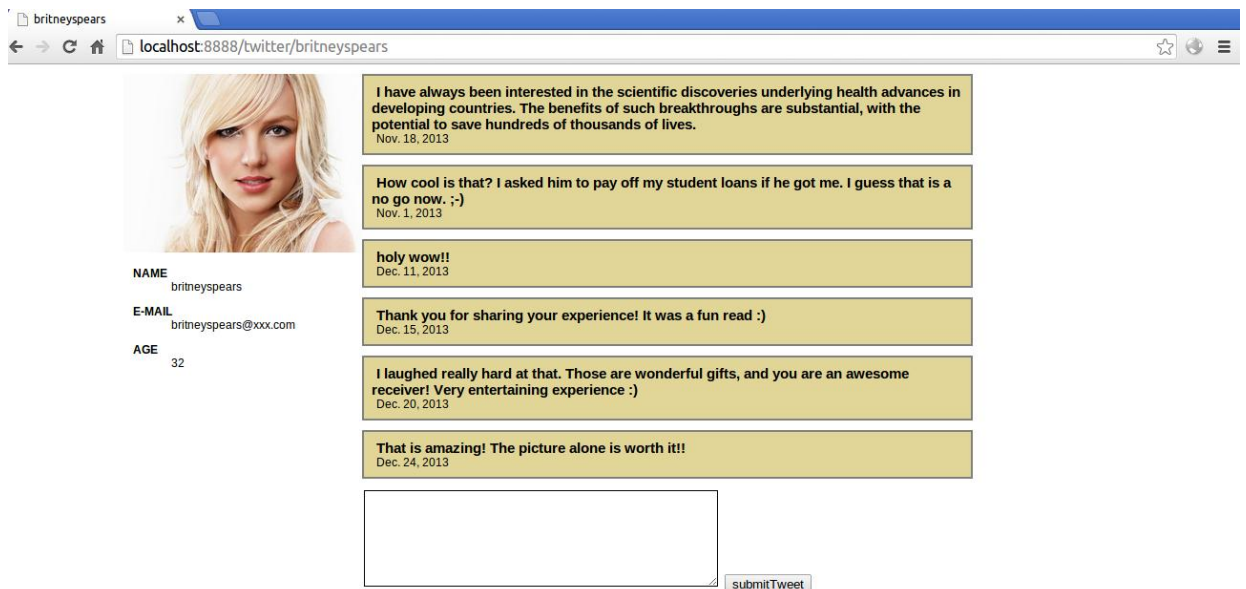 britneyspears
localhost:8888/twitter/britneyspears
I have always been interested in the scientific discoveries underlying health advances in
developing countries. The benefits of such breakthroughs are substantial, with the
potential to save hundreds of thousands of lives.
Nov. 18, 2013
How cool is that? I asked him to pay off my student loans if he got me. I guess that is a
no go now. ;-)
Nov. 1, 2013
holy wow!!
Dec. 11, 2013
Thank you for sharing your experience! It was a fun read :)
Dec. 15, 2013
I laughed really hard at that. Those are wonderful gifts, and you are an awesome
receiver! Very entertaining experience :)
Dec. 20, 2013
That is amazing! The picture alone is worth it!!
Dec. 24, 2013
NAME
britneyspears
E-MAIL
britneyspears@xxx.com
AGE
32
submitTweet